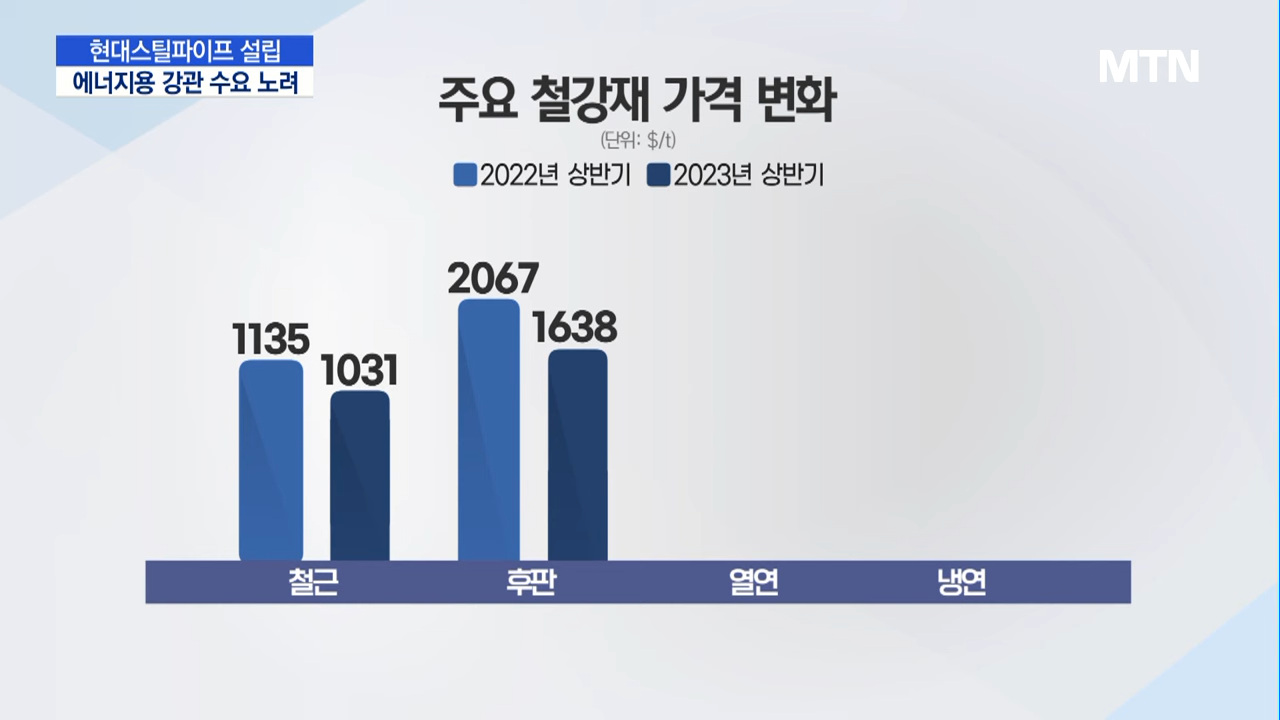 현대스틸파이프 설립
에너지용 강관 수요 노려
MTN
주요 철강재 가격 변화
(단위: $/t)
2022년 상반기 2023년 상반기
2067
1135 1638
1031
철근 후판 열연 냉연